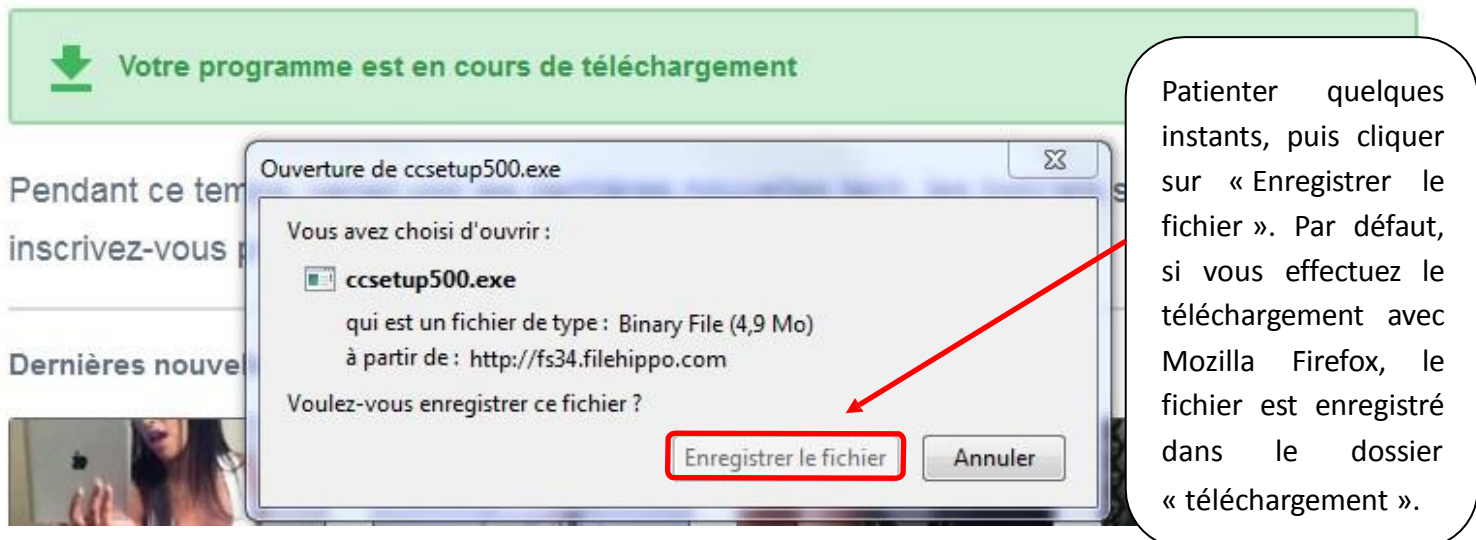 Votre programme est en cours de téléchargement
Pendant ce tem
inscrivez-vous p
Dernières nouvel
Ouverture de ccsetup500.exe
Vous avez choisi d'ouvrir :
ccsetup500.exe
qui est un fichier de type : Binary File (4,9 Mo)
à partir de : http://fs34.filehippo.com
Voulez-vous enregistrer ce fichier ?
Enregistrer le fichier
Annuler
Patienter quelques
instants, puis cliquer
sur « Enregistrer le
fichier ». Par défaut,
si vous effectuez le
téléchargement avec
Mozilla Firefox, le
fichier est enregistré
dans le dossier
« téléchargement ».